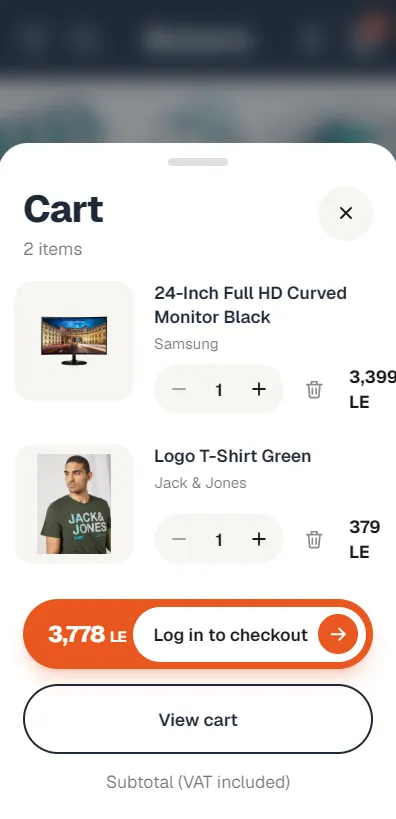 Cart
2 items
24-Inch Full HD Curved
Monitor Black
Samsung
1
3,399
LE
Logo T-Shirt Green
Jack & Jones
JACK&
JONES
1
379
LE
3,778 LE Log in to checkout
View cart
Subtotal (VAT included)